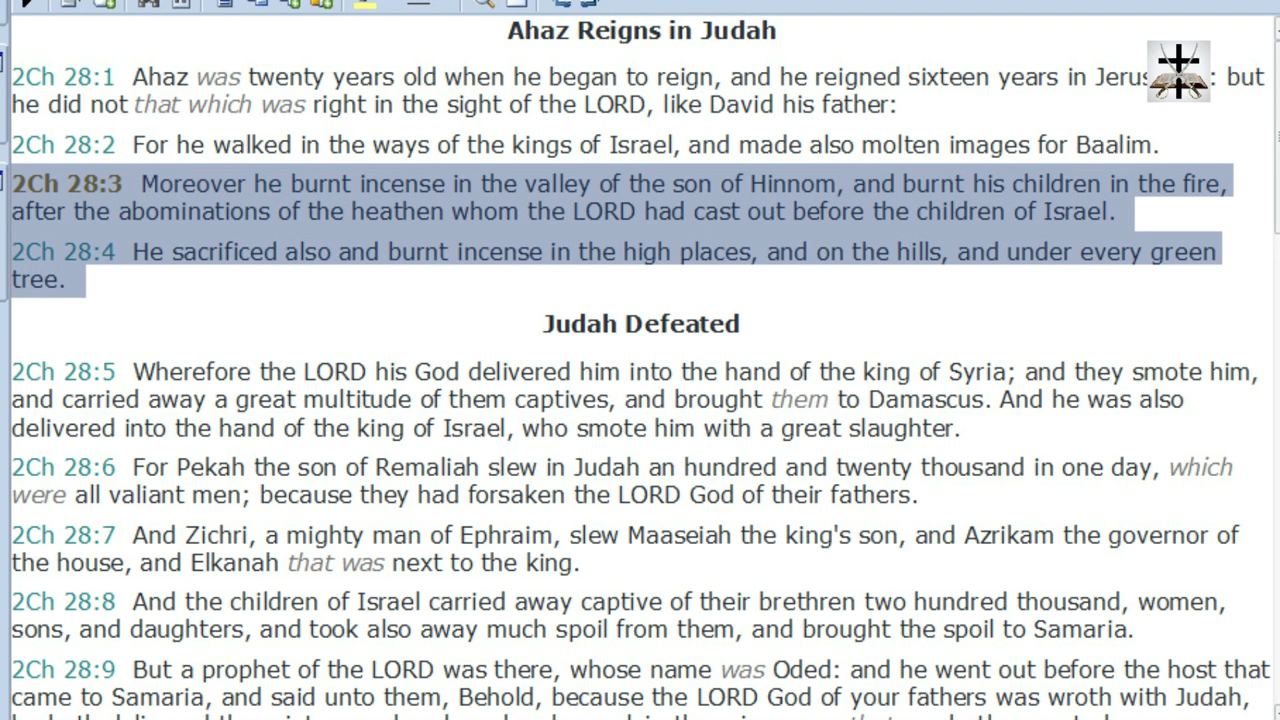 Ahaz Reigns in Judah
2Ch 28:1 Ahaz was twenty years old when he began to reign, and he reigned sixteen years in : but
he did not that which was right in the sight of the LORD, like David his father:
2Ch 28:2 For he walked in the ways of the kings of Israel, and made also molten images for Baalim.
2Ch 28:3 Moreover he burnt incense in the valley of the son of Hinnom, and burnt his children in the fire,
after the abominations of the heathen whom the LORD had cast out before the children of Israel.
2Ch 28:4 He sacrificed also and burnt incense in the high places, and on the hills, and under every green
tree.
Judah Defeated
2Ch 28:5 Wherefore the LORD his God delivered him into the hand of the king of Syria; and they smote him,
and carried away a great multitude of them captives, and brought them to Damascus. And he was also
delivered into the hand of the king of Israel, who smote him with a great slaughter.
2Ch 28:6 For Pekah the son of Remaliah slew in Judah an hundred and twenty thousand in one day, which
were all valiant men; because they had forsaken the LORD God of their fathers.
2Ch 28:7 And Zichri, a mighty man of Ephraim, slew Maaseiah the king's son, and Azrikam the governor of
the house, and Elkanah that was next to the king.
2Ch 28:8 And the children of Israel carried away captive of their brethren two hundred thousand, women,
sons, and daughters, and took also away much spoil from them, and brought the spoil to Samaria.
2Ch 28:9 But a prophet of the LORD was there, whose name was Oded: and he went out before the host that
came to Samaria, and said unto them, Behold, because the LORD God of your fathers was wroth with Judah,